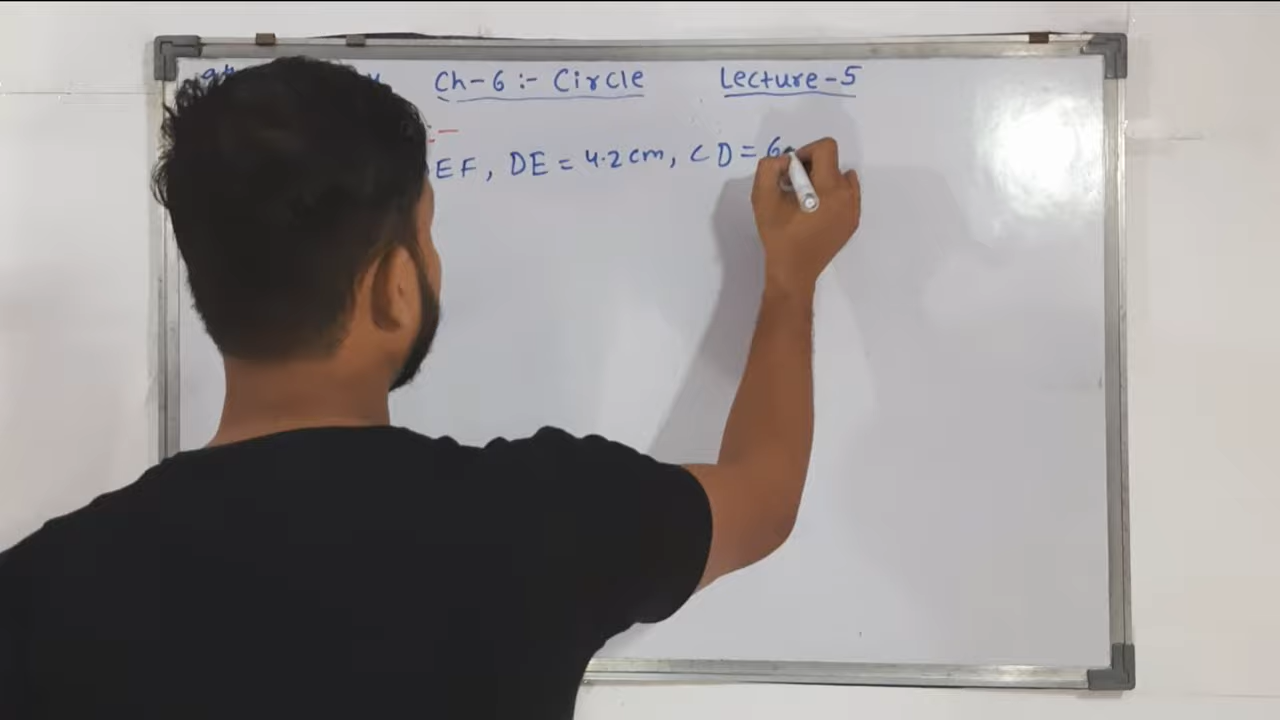 Ch-6 :- Circle Lecture-5
:-
EF, DE = 4.2 cm, CD = 6